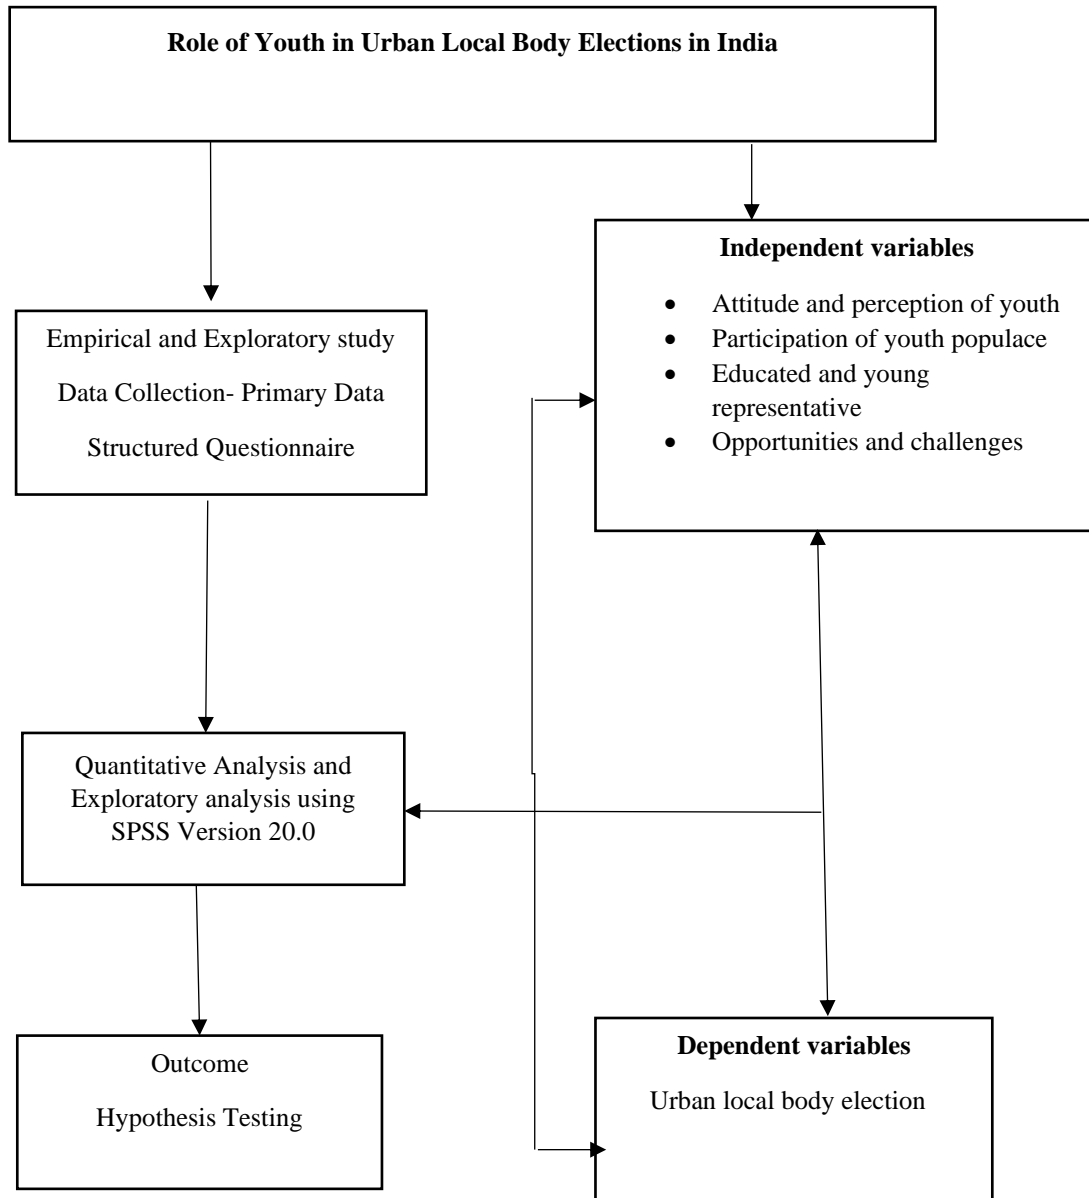 Role of Youth in Urban Local Body Elections in India
Independent variables
• Attitude and perception of youth
• Participation of youth populace
• Educated and young
representative
• Opportunities and challenges
Empirical and Exploratory study
Data Collection- Primary Data
Structured Questionnaire
Quantitative Analysis and
Exploratory analysis using
SPSS Version 20.0
Outcome
Hypothesis Testing
Dependent variables
Urban local body election